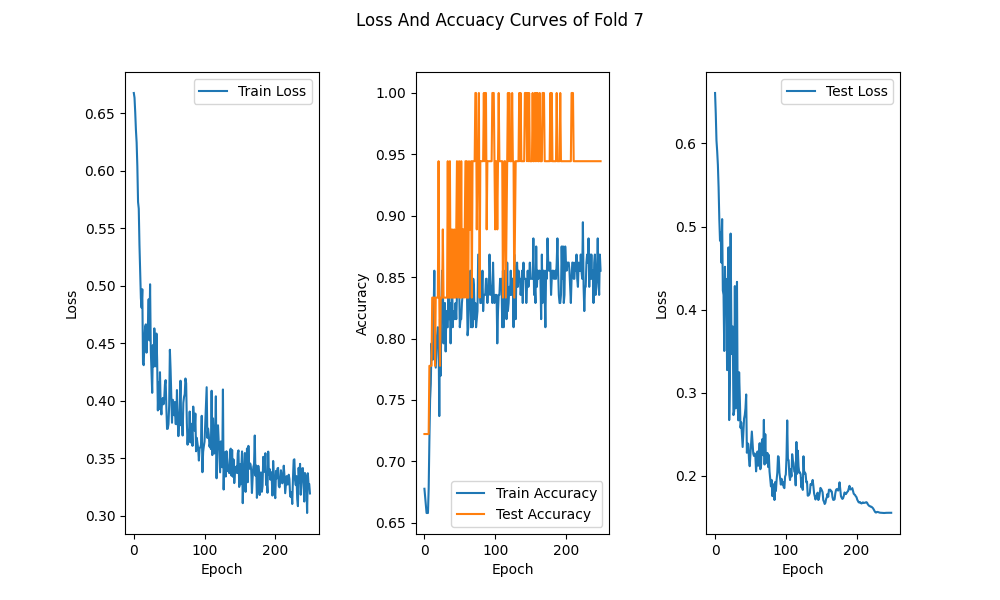 Loss And Accuacy Curves of Fold 7
Train Loss
0.65
0.60
0.55
0.50
0.45
0.40
0.35
0.30
Loss
0
100
200
Epoch
1.00
0.95
0.90
0.85
0.80
0.75
0.70
0.65
Accuracy
Train Accuracy
Test Accuracy
0
100
200
Epoch
Test Loss
0.6
0.5
0.4
0.3
0.2
Loss
0
100
200
Epoch